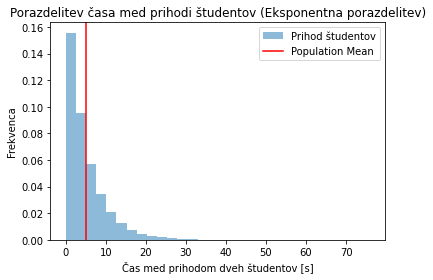 Porazdelitev časa med prihodi študentov (Eksponentna porazdelitev)
Prihod študentov
Population Mean
0.16
0.14
0.12
0.10
0.08
0.06
0.04
0.02
0.00
Frekvenca
0 10 20 30 40 50 60 70
Čas med prihodom dveh študentov [s]